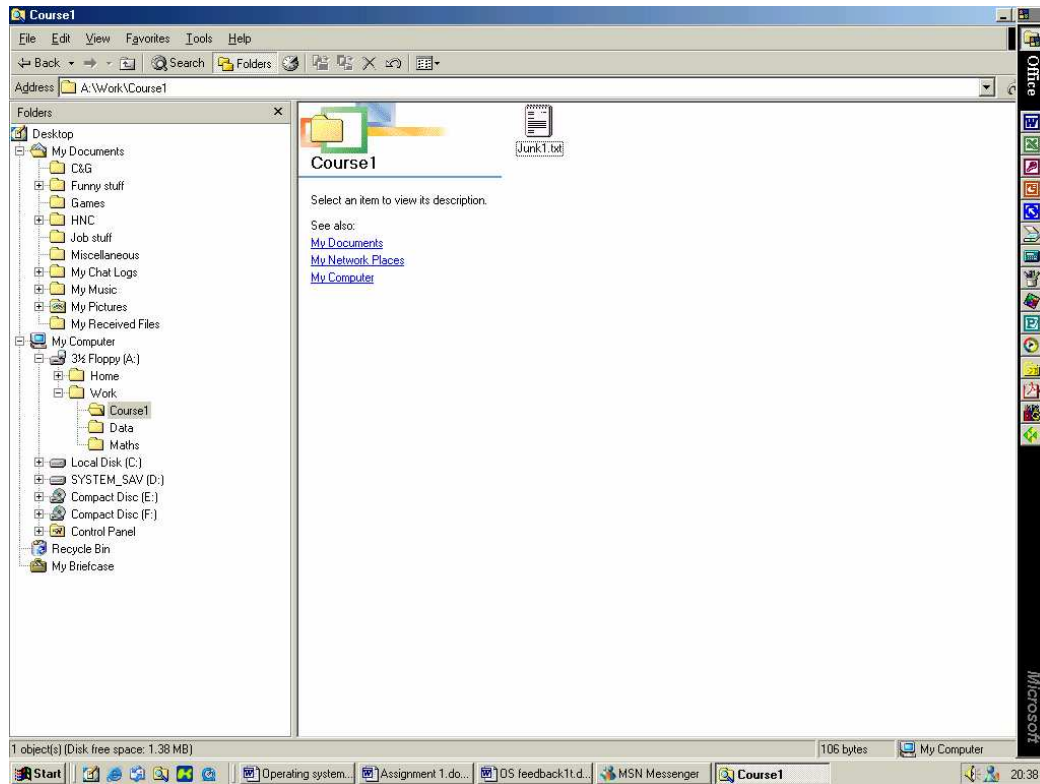 Course1
File Edit View Favorites Tools Help
Back Search Folders
Address A:\Work\Course1
Folders
Desktop
My Documents
C&G
Funny stuff
Games
HNC
Job stuff
Miscellaneous
My Chat Logs
My Music
My Pictures
My Received Files
My Computer
3½ Floppy (A:)
Home
Work
Course1
Data
Maths
Local Disk (C:)
SYSTEM_SAV (D:)
Compact Disc (E:)
Compact Disc (F:)
Control Panel
Recycle Bin
My Briefcase
Course1
Select an item to view its description.
See also:
My Documents
My Network Places
My Computer
Junk1.txt
Office
Microsoft
1 object(s) (Disk free space: 1.38 MB) 106 bytes My Computer
Start Operating system... Assignment 1.do... OS feedback1t.d... MSN Messenger Course1 20:38